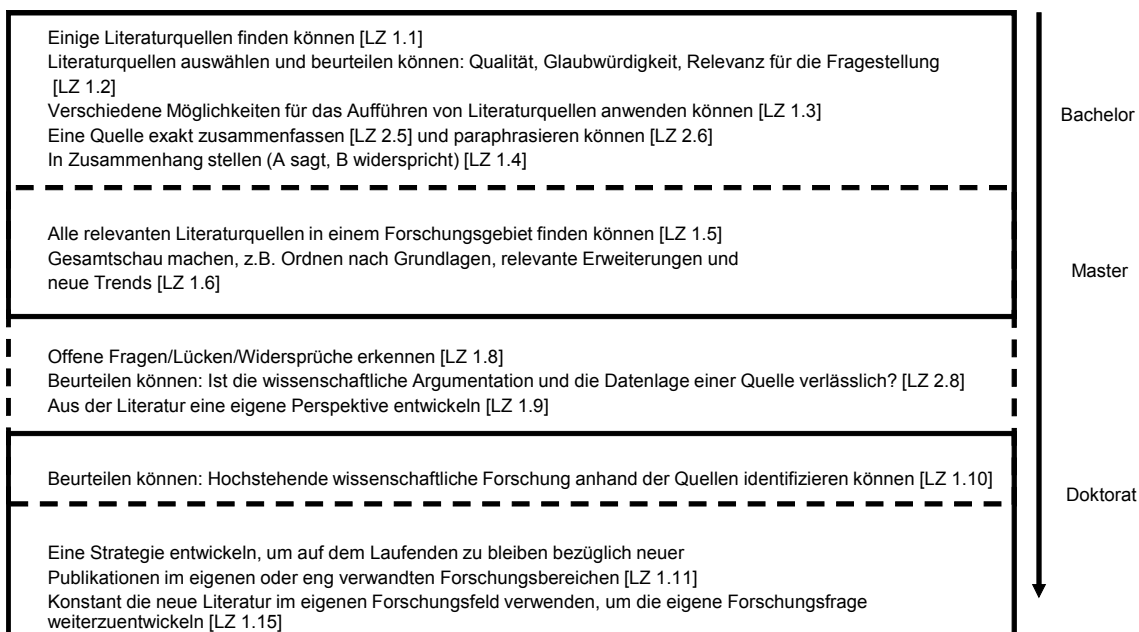 Einige Literaturquellen finden können [LZ 1.1]
Literaturquellen auswählen und beurteilen können: Qualität, Glaubwürdigkeit, Relevanz für die Fragestellung
[LZ 1.2]
Verschiedene Möglichkeiten für das Aufführen von Literaturquellen anwenden können [LZ 1.3]
Eine Quelle exakt zusammenfassen [LZ 2.5] und paraphrasieren können [LZ 2.6]
In Zusammenhang stellen (A sagt, B widerspricht) [LZ 1.4]
Bachelor
Alle relevanten Literaturquellen in einem Forschungsgebiet finden können [LZ 1.5]
Gesamtschau machen, z.B. Ordnen nach Grundlagen, relevante Erweiterungen und
neue Trends [LZ 1.6]
Master
Offene Fragen/Lücken/Widersprüche erkennen [LZ 1.8]
Beurteilen können: Ist die wissenschaftliche Argumentation und die Datenlage einer Quelle verlässlich? [LZ 2.8]
Aus der Literatur eine eigene Perspektive entwickeln [LZ 1.9]
Beurteilen können: Hochstehende wissenschaftliche Forschung anhand der Quellen identifizieren können [LZ 1.10]
Doktorat
Eine Strategie entwickeln, um auf dem Laufenden zu bleiben bezüglich neuer
Publikationen im eigenen oder eng verwandten Forschungsbereichen [LZ 1.11]
Konstant die neue Literatur im eigenen Forschungsfeld verwenden, um die eigene Forschungsfrage
weiterzuentwickeln [LZ 1.15]